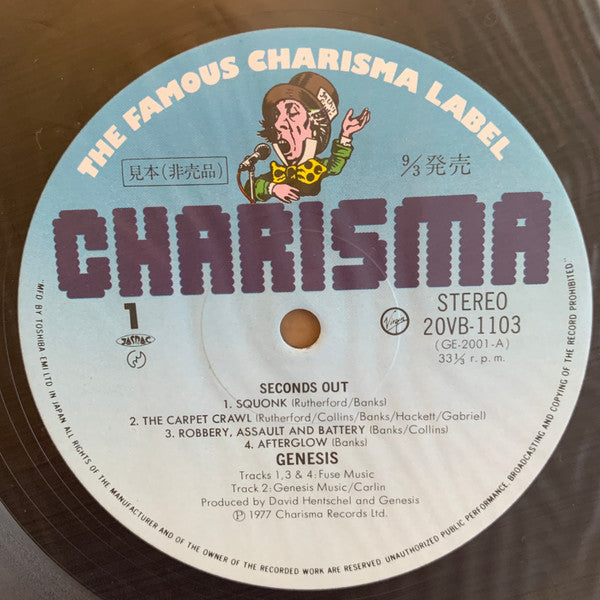 THE FAMOUS CHARISMA LABEL
見本(非売品)
9/3 発売
CHARISMA
1
JASRAC
Virgin
STEREO
20VB-1103
(GE-2001-A)
33⅓ r.p.m.
SECONDS OUT
1. SQUONK (Rutherford/Banks)
2. THE CARPET CRAWL (Rutherford/Collins/Banks/Hackett/Gabriel)
3. ROBBERY, ASSAULT AND BATTERY (Banks/Collins)
4. AFTERGLOW (Banks)
GENESIS
Tracks 1, 3 & 4: Fuse Music
Track 2: Genesis Music/Carlin
Produced by David Hentschel and Genesis
Ⓟ 1977 Charisma Records Ltd.
"MFD BY TOSHIBA EMI LTD IN JAPAN ALL RIGHTS OF THE MANUFACTURER AND OF THE OWNER OF THE RECORDED WORK ARE RESERVED. UNAUTHORIZED PUBLIC PERFORMANCE, BROADCASTING AND COPYING OF THE RECORD PROHIBITED"